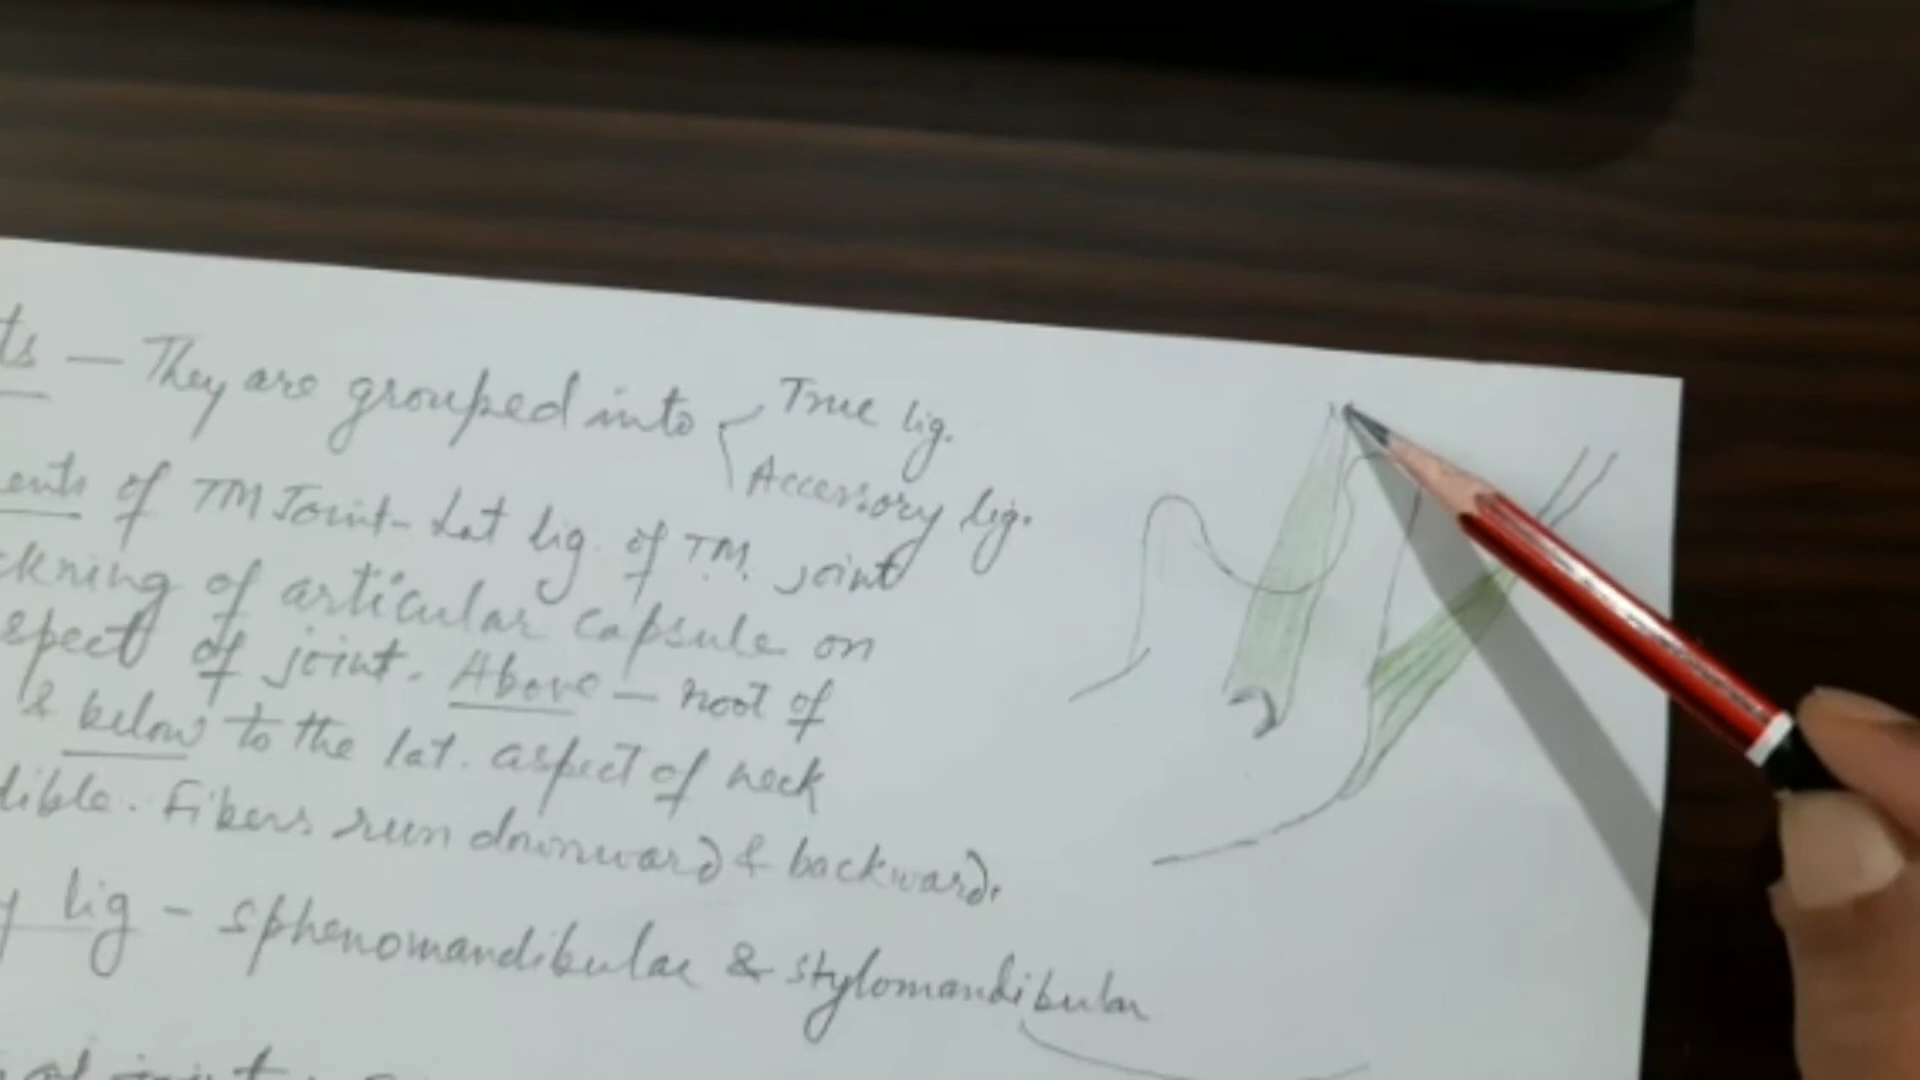 ts — They are grouped into True lig.
Accessory lig.
ents of TM Joint - Lat lig. of T.M. joint
ckning of articular capsule on
spect of joint. Above — root of
& below to the lat. aspect of neck
dible. Fibers run downward & backward.
y lig - sphenomandibular & stylomandibular